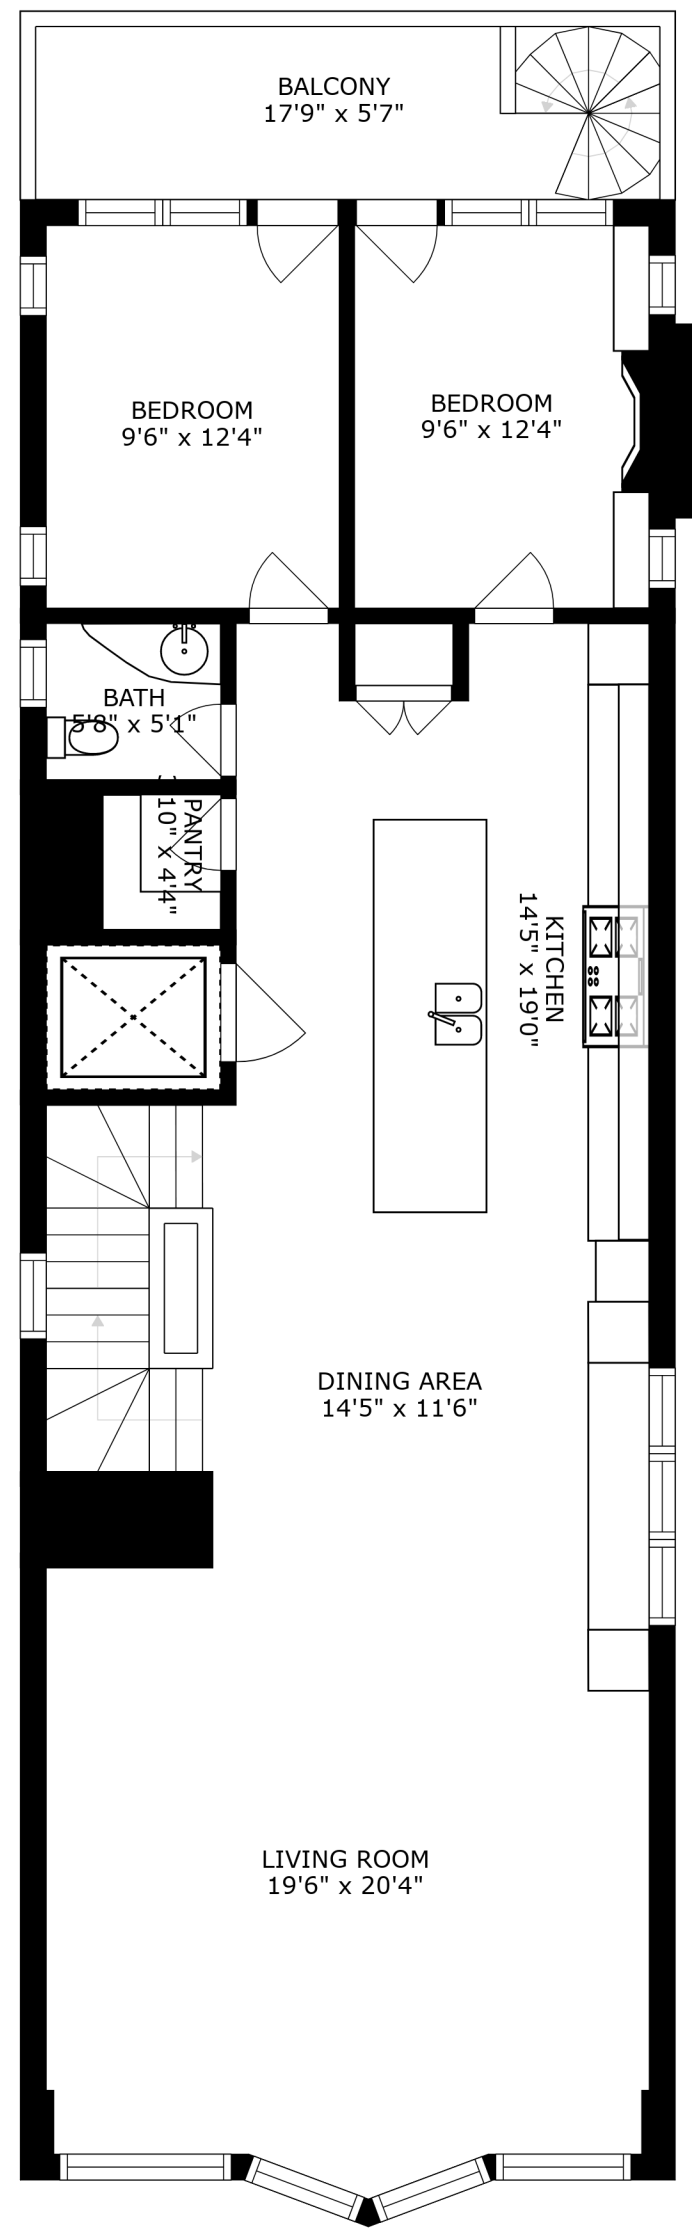 BALCONY
17'9" x 5'7"
BEDROOM
9'6" x 12'4"
BEDROOM
9'6" x 12'4"
BATH
5'8" x 5'1"
PANTRY
10" x 4'4"
KITCHEN
14'5" x 19'0"
DINING AREA
14'5" x 11'6"
LIVING ROOM
19'6" x 20'4"